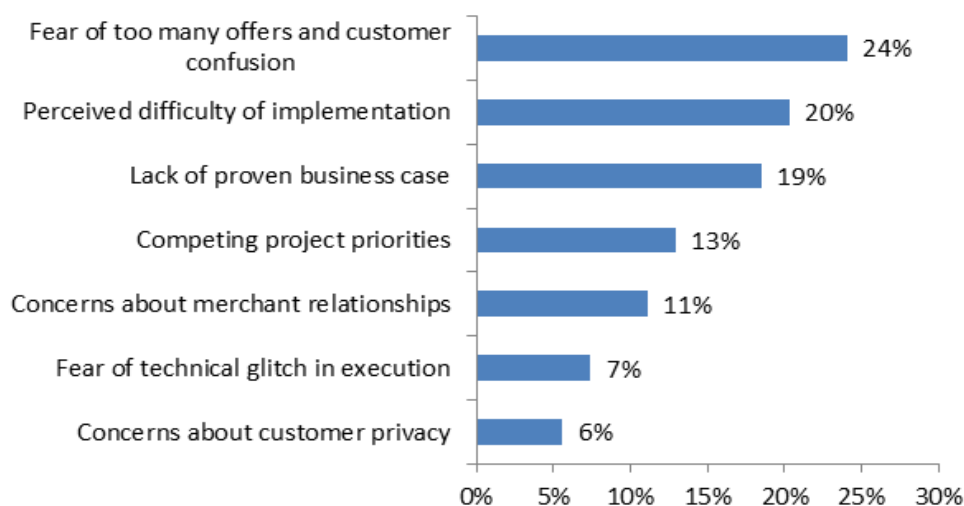 Fear of too many offers and customer
confusion
24%
Perceived difficulty of implementation
20%
Lack of proven business case
19%
Competing project priorities
13%
Concerns about merchant relationships
11%
Fear of technical glitch in execution
7%
Concerns about customer privacy
6%
0% 5% 10% 15% 20% 25% 30%